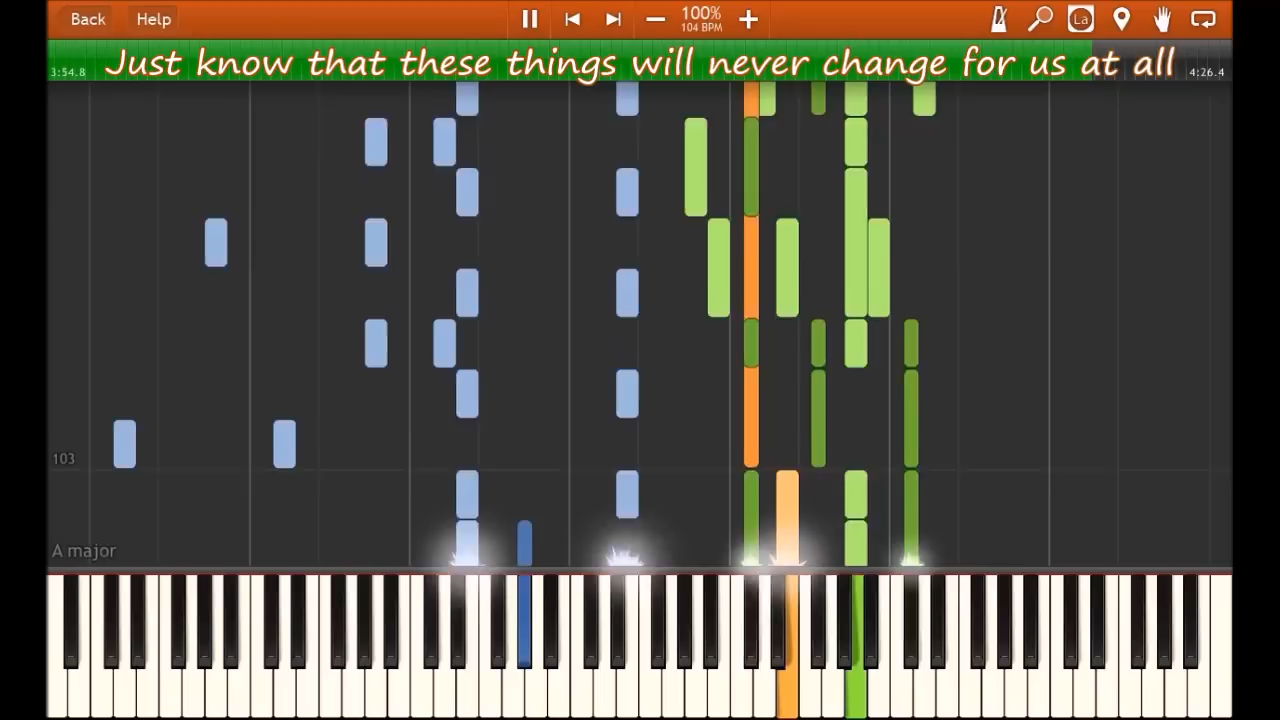 Back Help 100% La
104 BPM
Just know that these things will never change for us at all
3:54.8 4:26.4
103
A major